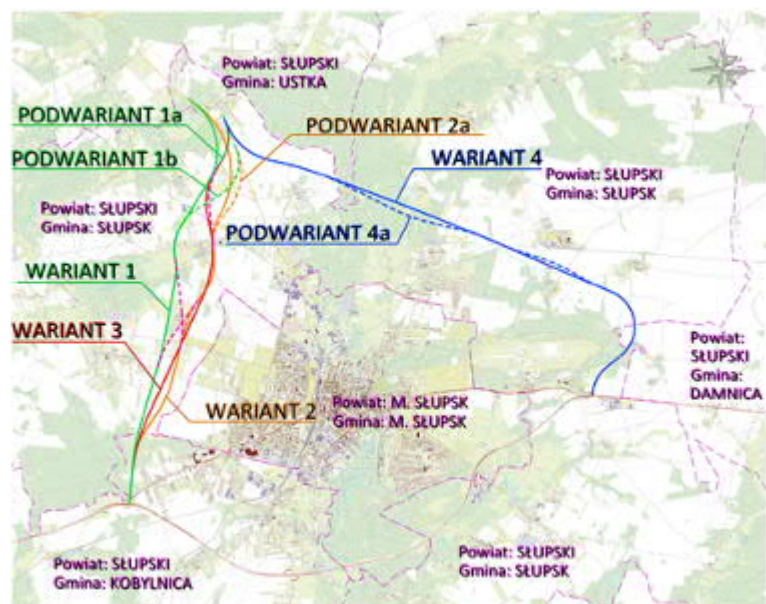 Powiat: SŁUPSKI
Gmina: USTKA
PODWARIANT 1a
PODWARIANT 2a
PODWARIANT 1b
WARIANT 4
Powiat: SŁUPSKI
Gmina: SŁUPSK
Powiat: SŁUPSKI
Gmina: SŁUPSK
PODWARIANT 4a
WARIANT 1
WARIANT 3
Powiat:
SŁUPSKI
Gmina:
DAMNICA
WARIANT 2
Powiat: M. SŁUPSK
Gmina: M. SŁUPSK
Powiat: SŁUPSKI
Gmina: KOBYLNICA
Powiat: SŁUPSKI
Gmina: SŁUPSK